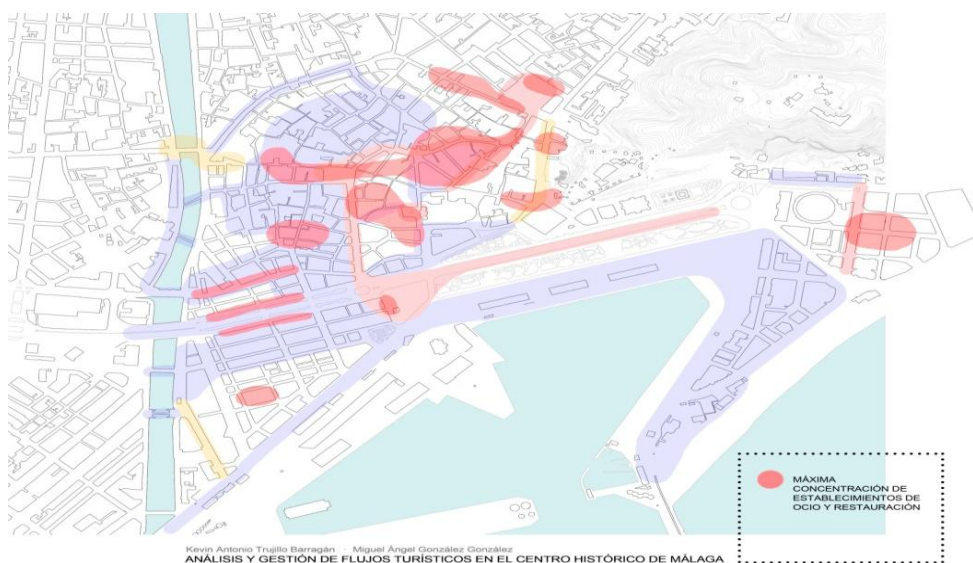 MÁXIMA
CONCENTRACIÓN DE
ESTABLECIMIENTOS DE
OCIO Y RESTAURACIÓN
Kevin Antonio Trujillo Barragán · Miguel Ángel González González
ANÁLISIS Y GESTIÓN DE FLUJOS TURÍSTICOS EN EL CENTRO HISTÓRICO DE MÁLAGA